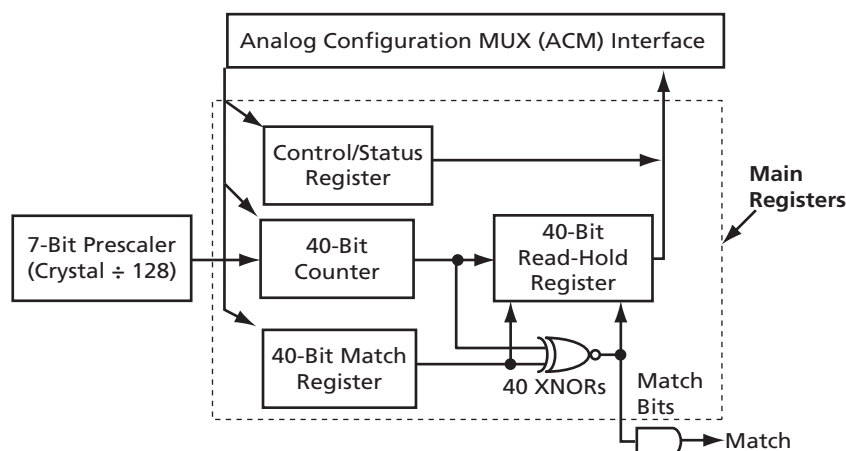 Analog Configuration MUX (ACM) Interface
Control/Status
Register
Main
Registers
7-Bit Prescaler
(Crystal ÷ 128)
40-Bit
Counter
40-Bit
Read-Hold
Register
40-Bit Match
Register
40 XNORs
Match
Bits
Match